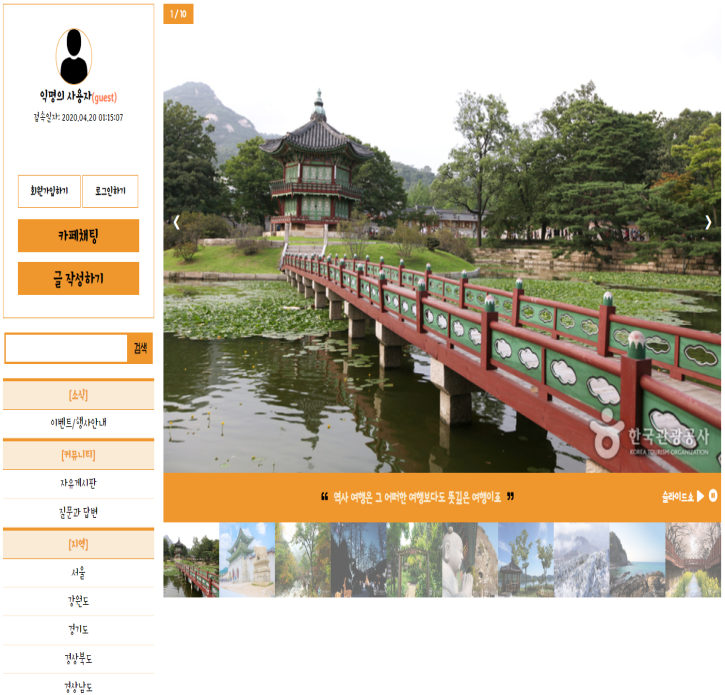 익명의 사용자(guest)
접속일자: 2020.04.20 01:15:07
회원가입하기
로그인하기
카페채팅
글 작성하기
검색
[소식]
이벤트/행사안내
[커뮤니티]
자유게시판
질문과 답변
[지역]
서울
강원도
경기도
경상북도
경상남도
1 / 10
한국관광공사
KOREA TOURISM ORGANIZATION
❝ 역사 여행은 그 어떠한 여행보다도 뜻깊은 여행이죠 ❞
슬라이드쇼